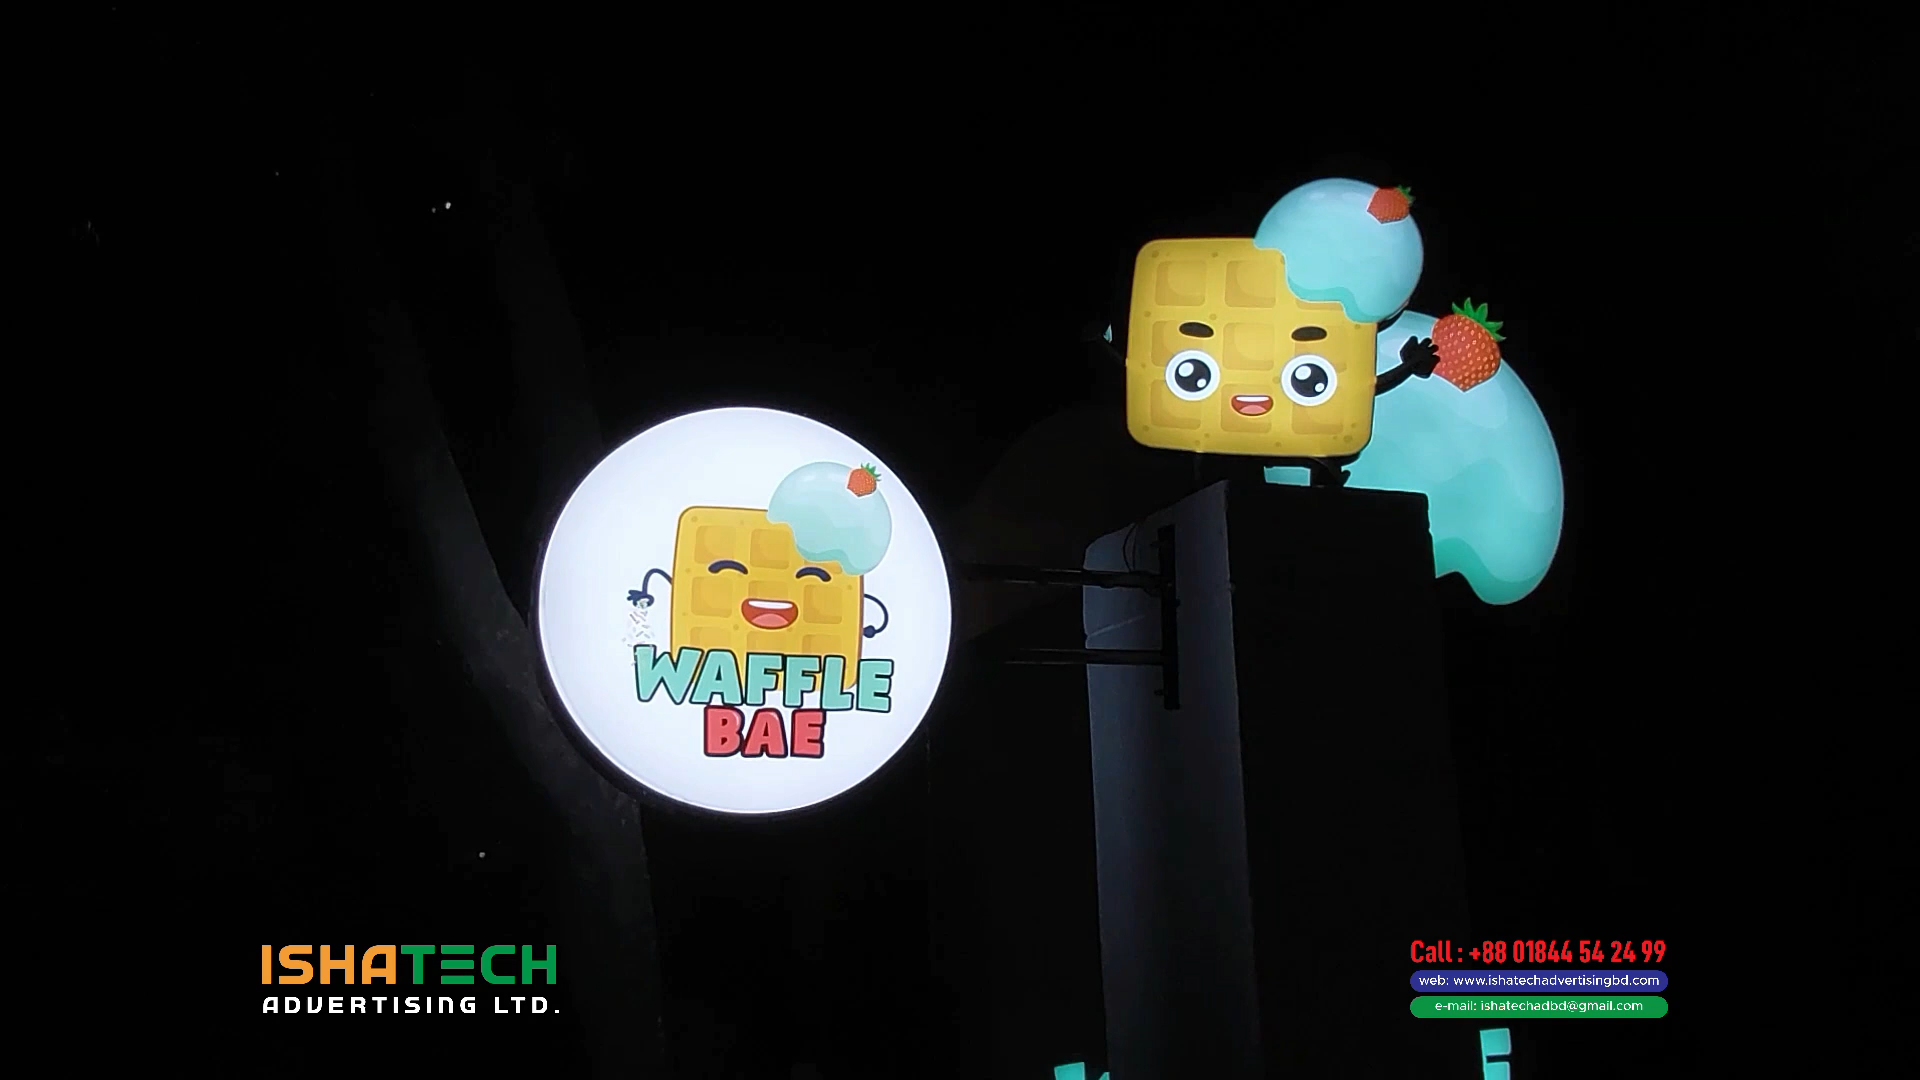 WAFFLE
BAE
ISHATECH
ADVERTISING LTD.
Call : +88 01844 54 24 99
web: www.ishatechadvertisingbd.com
e-mail: ishatechadbd@gmail.com